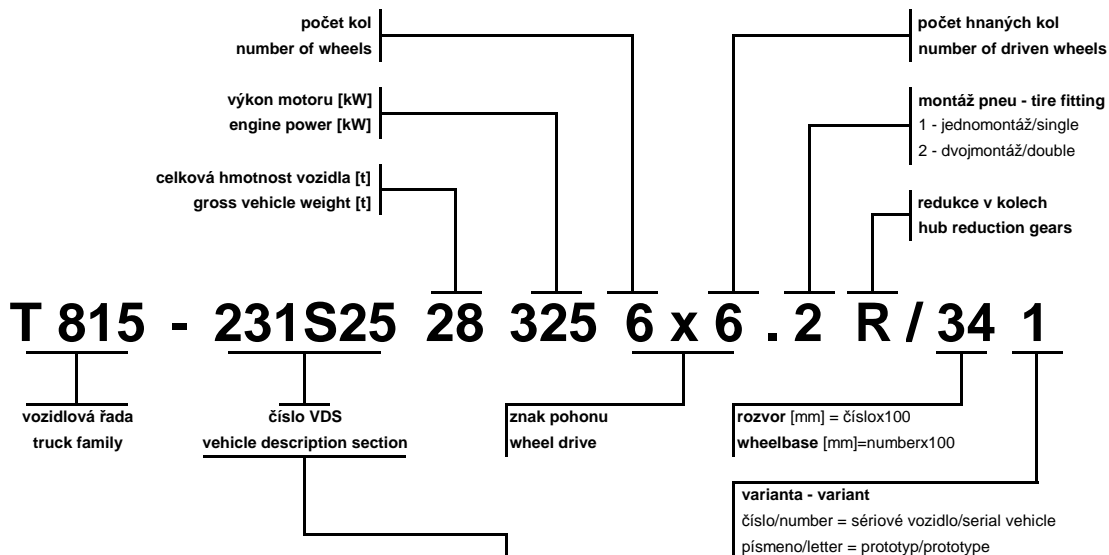 počet kol
number of wheels
počet hnaných kol
number of driven wheels
výkon motoru [kW]
engine power [kW]
montáž pneu - tire fitting
1 - jednomontáž/single
2 - dvojmontáž/double
celková hmotnost vozidla [t]
gross vehicle weight [t]
redukce v kolech
hub reduction gears
T 815 - 231S25 28 325 6 x 6 . 2 R / 34 1
vozidlová řada
truck family
číslo VDS
vehicle description section
znak pohonu
wheel drive
rozvor [mm] = číslox100
wheelbase [mm]=numberx100
varianta - variant
číslo/number = sériové vozidlo/serial vehicle
písmeno/letter = prototyp/prototype